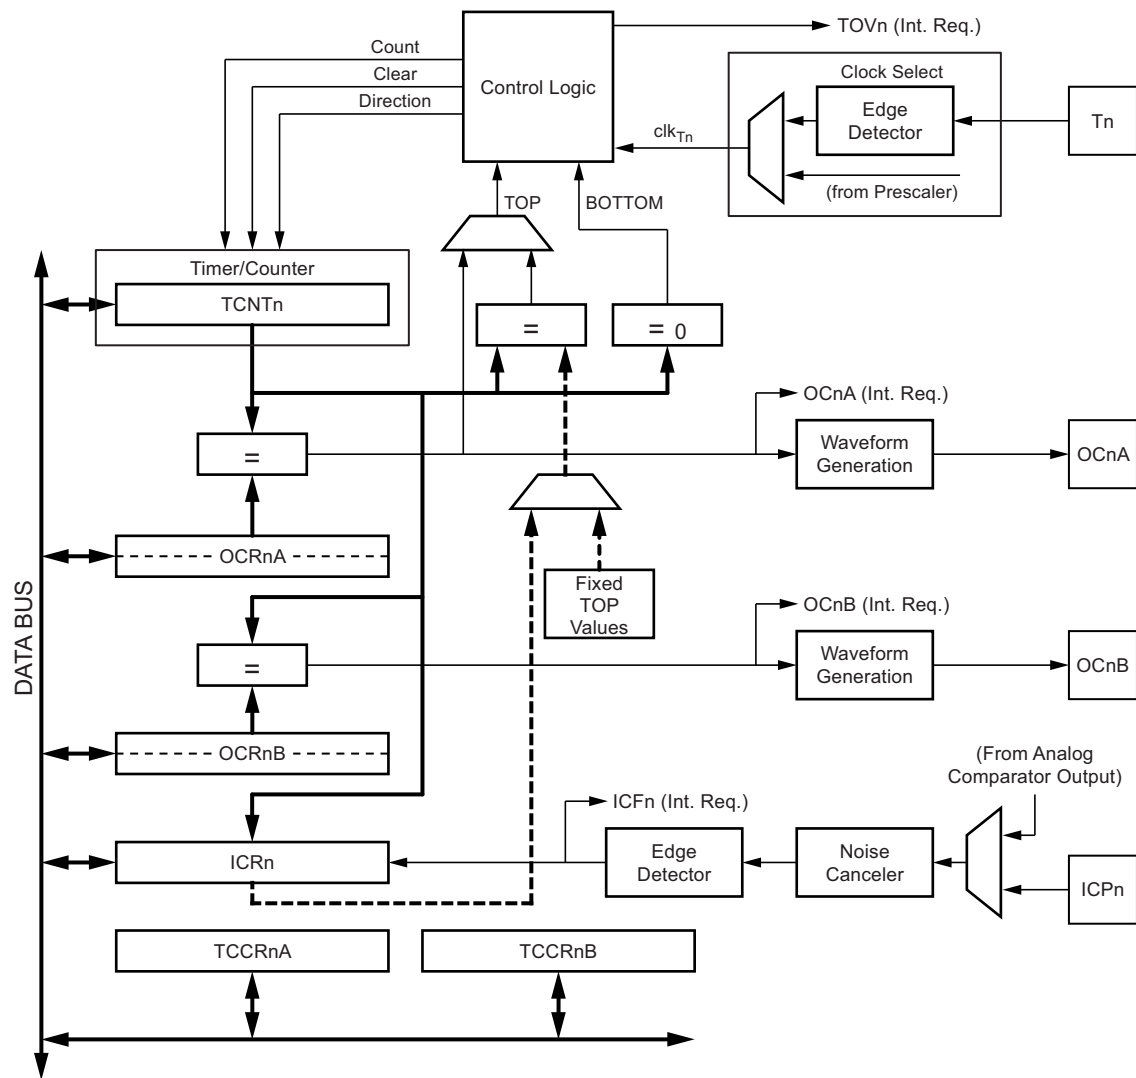 TOVn (Int. Req.)
Count
Clear
Direction
Control Logic
Clock Select
Edge
Detector
Tn
clkTn
(from Prescaler)
TOP
BOTTOM
Timer/Counter
TCNTn
=
= 0
OCnA (Int. Req.)
=
Waveform
Generation
OCnA
OCRnA
Fixed
TOP
Values
DATA BUS
OCnB (Int. Req.)
=
Waveform
Generation
OCnB
OCRnB
(From Analog
Comparator Output)
ICFn (Int. Req.)
ICRn
Edge
Detector
Noise
Canceler
ICPn
TCCRnA
TCCRnB